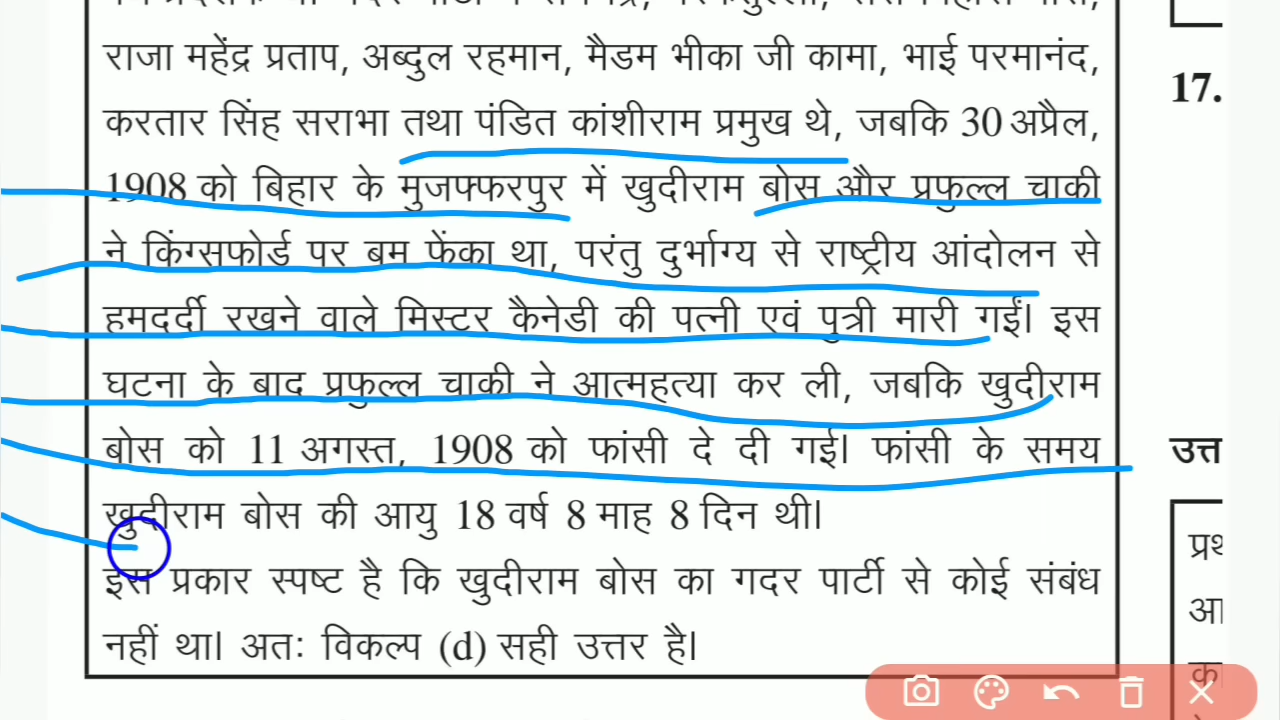 राजा महेंद्र प्रताप, अब्दुल रहमान, मैडम भीका जी कामा, भाई परमानंद,
करतार सिंह सराभा तथा पंडित कांशीराम प्रमुख थे, जबकि 30 अप्रैल,
1908 को बिहार के मुजफ्फरपुर में खुदीराम बोस और प्रफुल्ल चाकी
ने किंग्सफोर्ड पर बम फेंका था, परंतु दुर्भाग्य से राष्ट्रीय आंदोलन से
हमदर्दी रखने वाले मिस्टर कैनेडी की पत्नी एवं पुत्री मारी गईं। इस
घटना के बाद प्रफुल्ल चाकी ने आत्महत्या कर ली, जबकि खुदीराम
बोस को 11 अगस्त, 1908 को फांसी दे दी गई। फांसी के समय
खुदीराम बोस की आयु 18 वर्ष 8 माह 8 दिन थी।
इस प्रकार स्पष्ट है कि खुदीराम बोस का गदर पार्टी से कोई संबंध
नहीं था। अतः विकल्प (d) सही उत्तर है।
17.